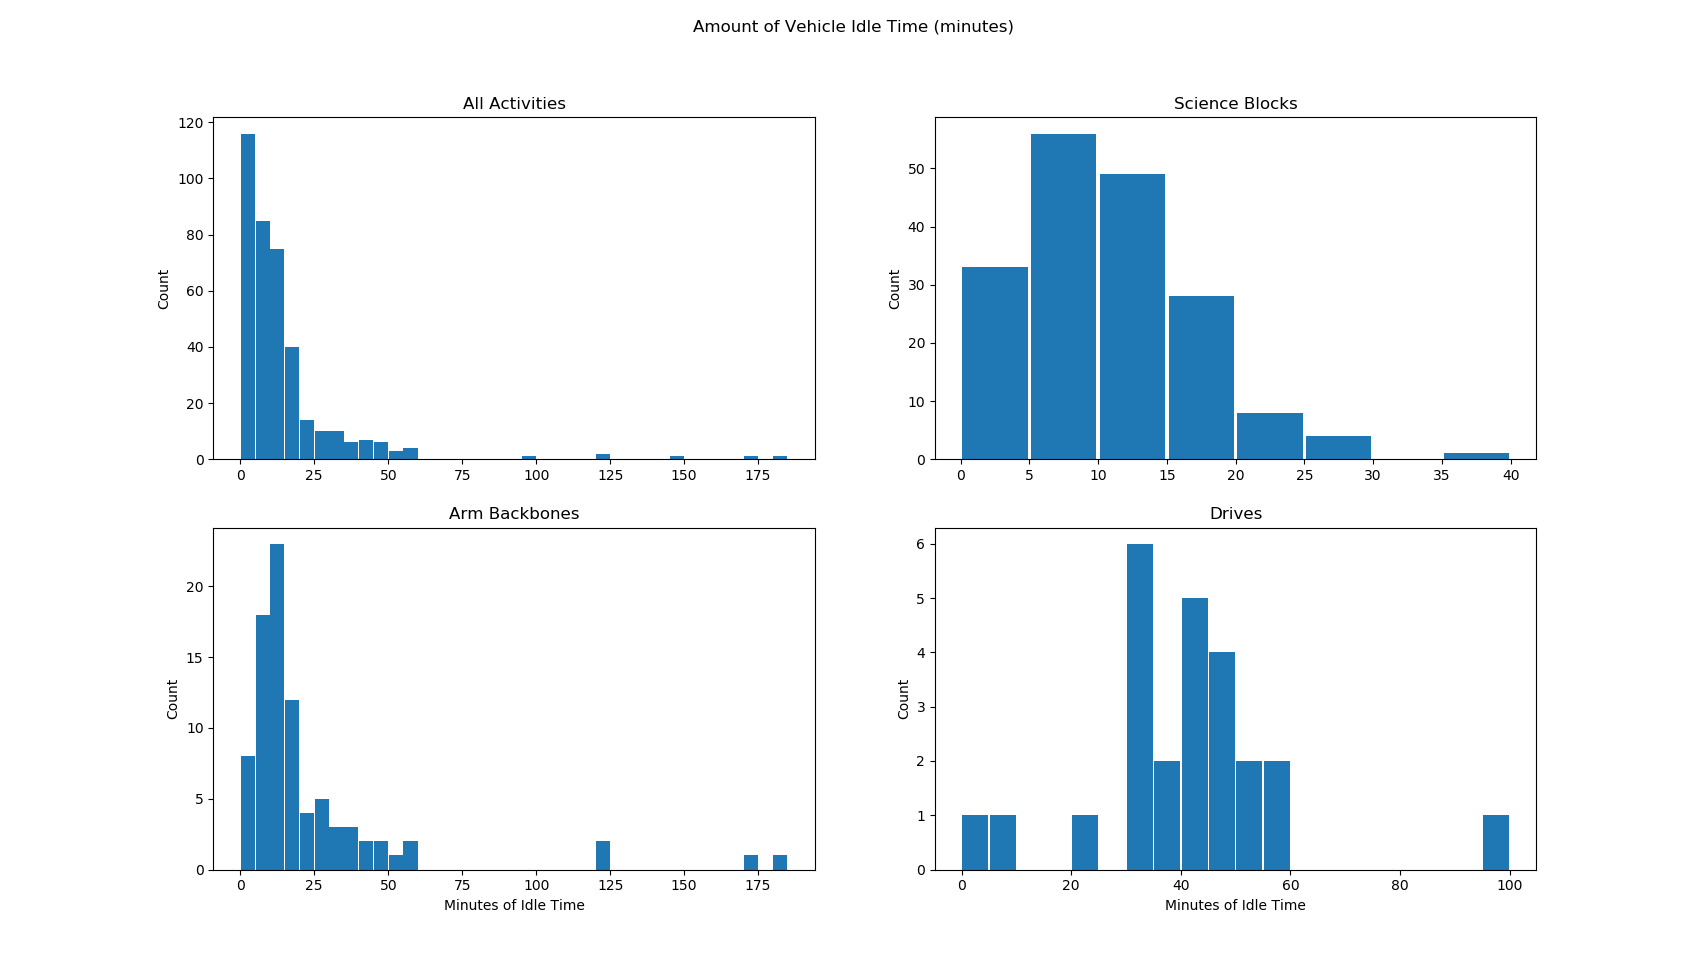 Amount of Vehicle Idle Time (minutes)
All Activities
Count
120
100
80
60
40
20
0
0 25 50 75 100 125 150 175
Science Blocks
Count
50
40
30
20
10
0
0 5 10 15 20 25 30 35 40
Arm Backbones
Count
20
15
10
5
0
0 25 50 75 100 125 150 175
Minutes of Idle Time
Drives
Count
6
5
4
3
2
1
0
0 20 40 60 80 100
Minutes of Idle Time